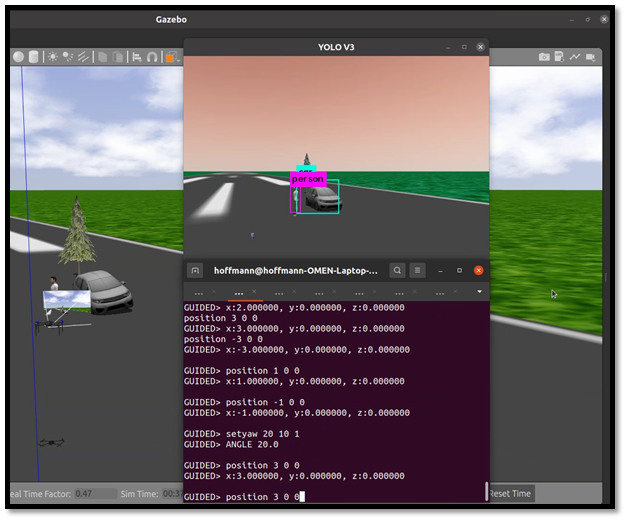 Gazebo
YOLO V3
car
person
hoffmann@hoffmann-OMEN-Laptop-...
GUIDED> x:2.000000, y:0.000000, z:0.000000
position 3 0 0
GUIDED> x:3.000000, y:0.000000, z:0.000000
position -3 0 0
GUIDED> x:-3.000000, y:0.000000, z:0.000000
GUIDED> position 1 0 0
GUIDED> x:1.000000, y:0.000000, z:0.000000
GUIDED> position -1 0 0
GUIDED> x:-1.000000, y:0.000000, z:0.000000
GUIDED> setyaw 20 10 1
GUIDED> ANGLE 20.0
GUIDED> position 3 0 0
GUIDED> x:3.000000, y:0.000000, z:0.000000
GUIDED> position 3 0 0
eal Time Factor: 0.47 Sim Time: Reset Time